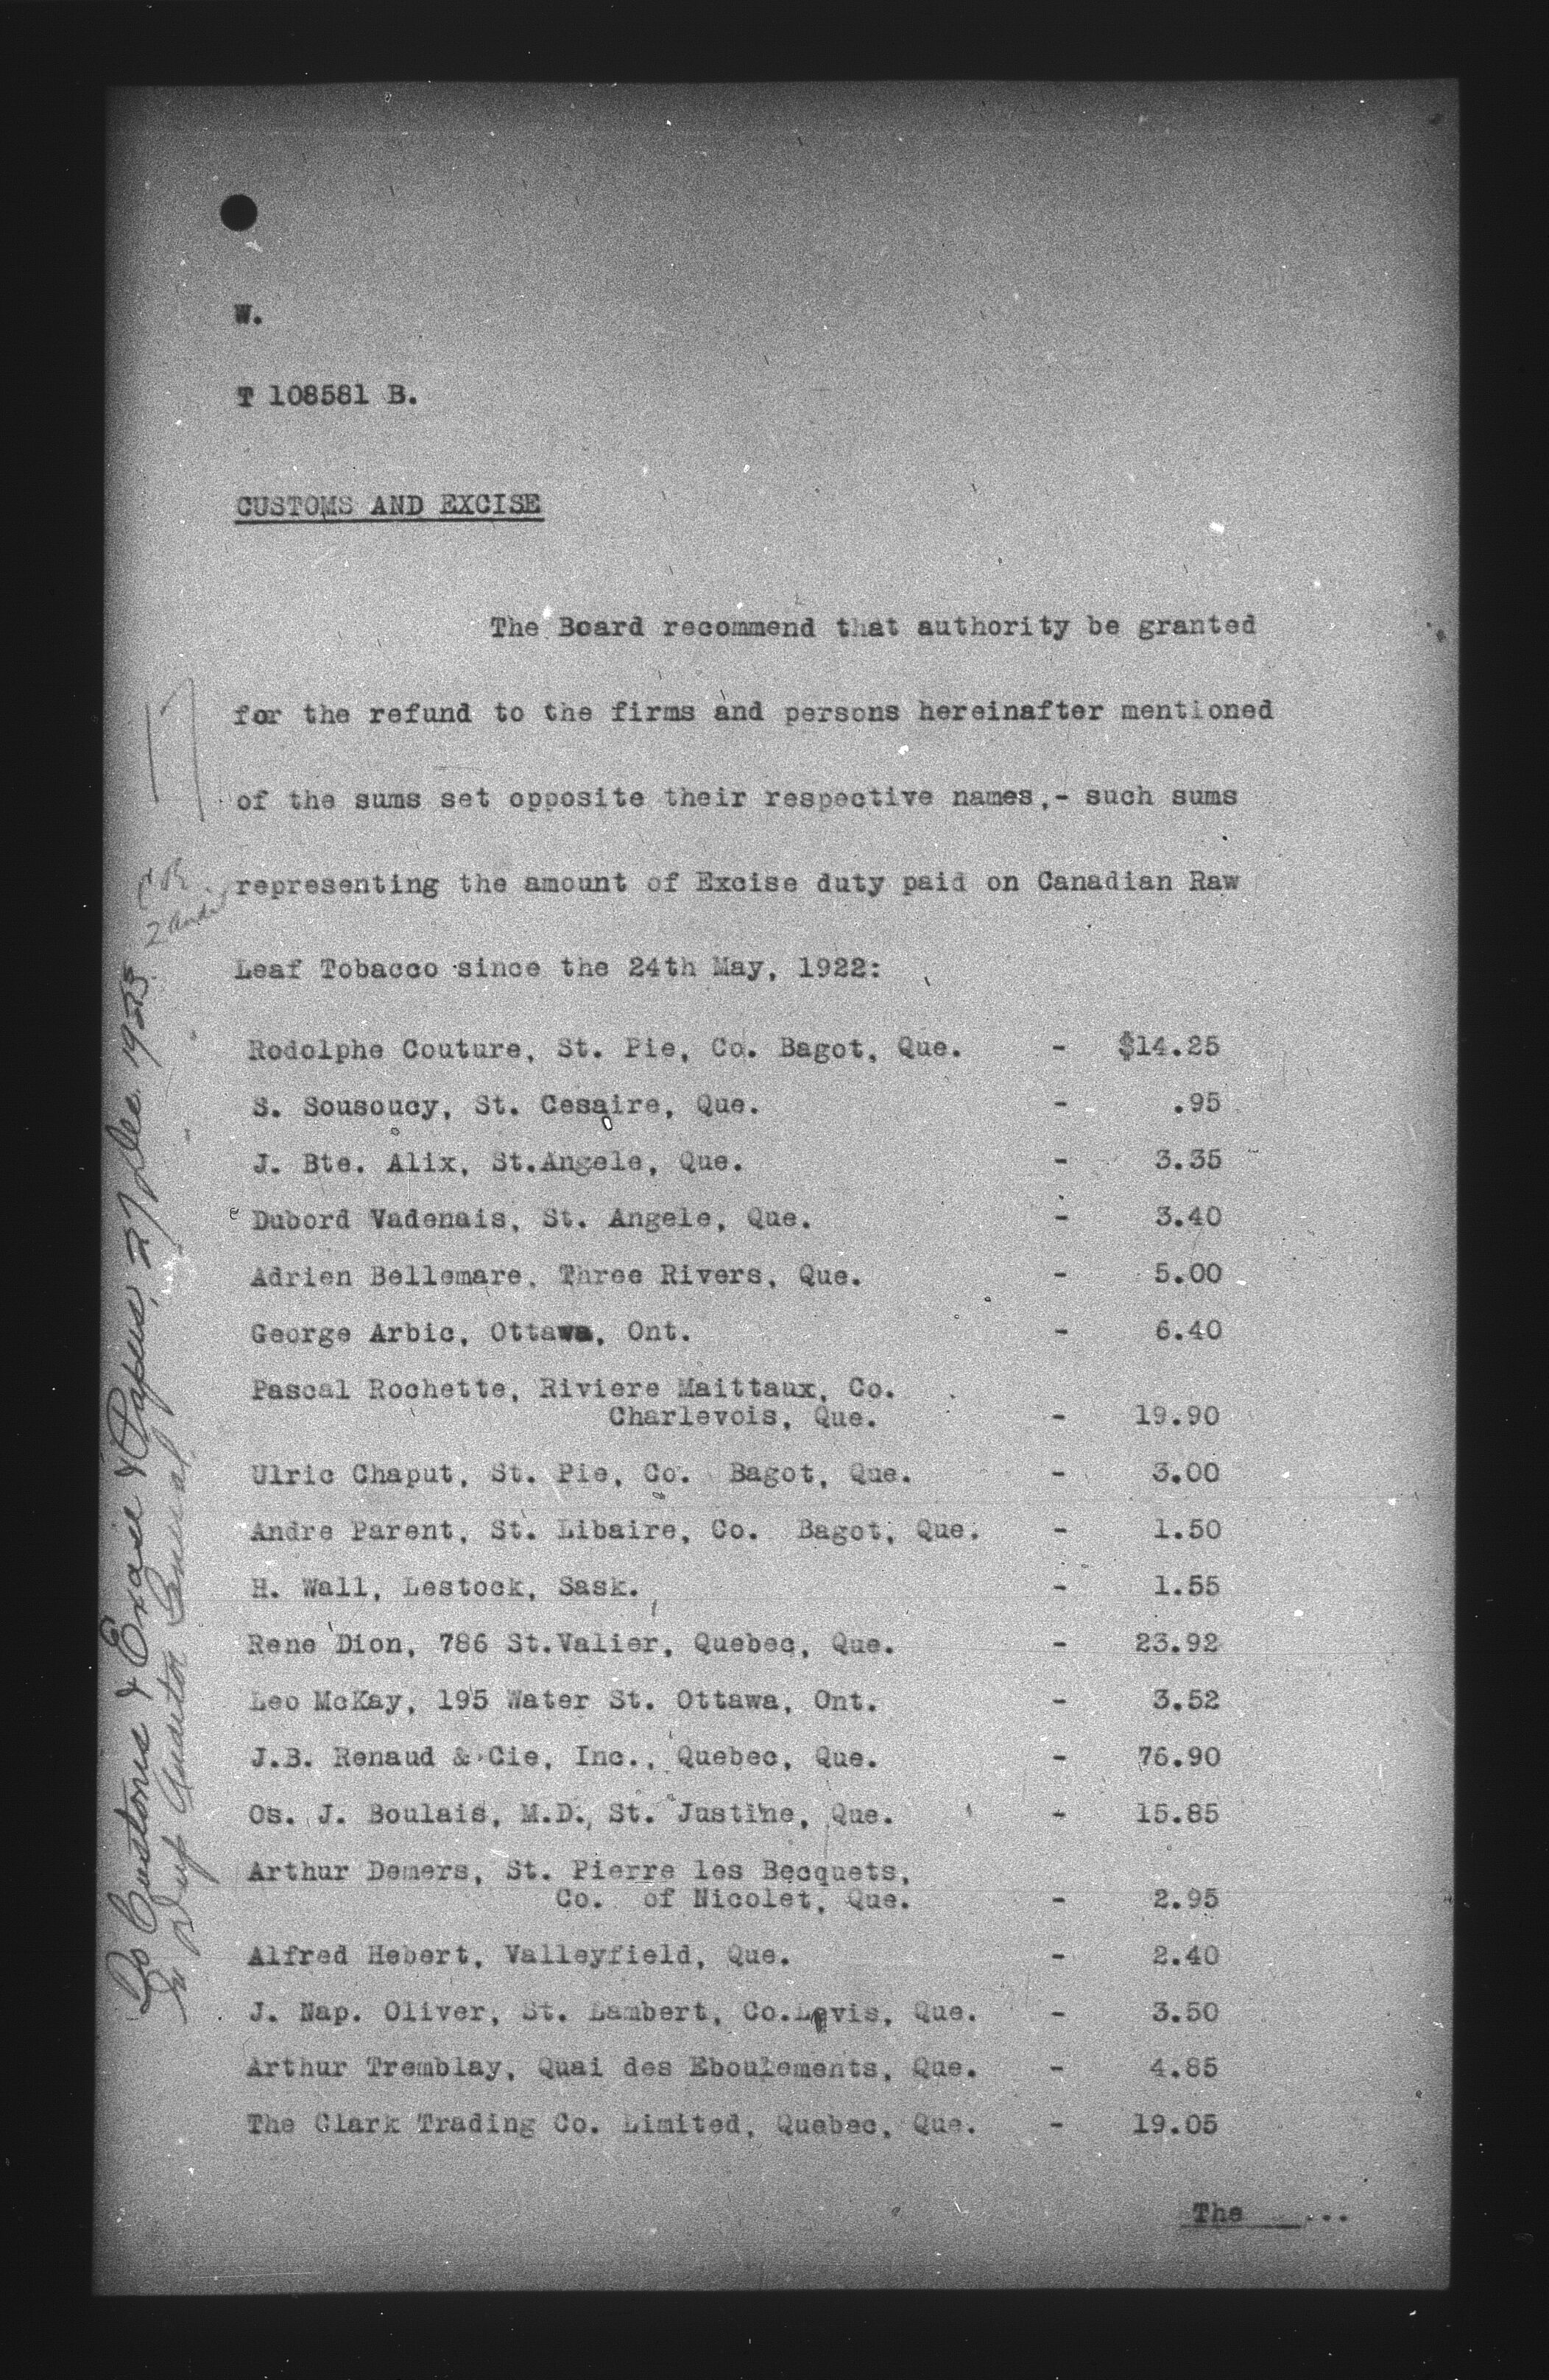 W.
T 108581 B.
CUSTOMS AND EXCISE
The Board recommend that authority be granted
for the refund to the firms and persons hereinafter mentioned
of the sums set opposite their respective names,- such sums
representing the amount of Excise duty paid on Canadian Raw
Leaf Tobacco since the 24th May, 1922:
Rodolphe Couture, St. Pie, Co. Bagot, Que. - $14.25
S. Sousoucy, St. Cesaire, Que. - .95
J. Bte. Alix, St.Angele, Que. - 3.35
Dubord Vadenais, St. Angele, Que. - 3.40
Adrien Bellemare, Three Rivers, Que. - 5.00
George Arbic, Ottawa, Ont. - 6.40
Pascal Rochette, Riviere Maittaux, Co.
Charlevois, Que. - 19.90
Ulric Chaput, St. Pie, Co. Bagot, Que. - 3.00
Andre Parent, St. Libaire, Co. Bagot, Que. - 1.50
H. Wall, Lestock, Sask. - 1.55
Rene Dion, 786 St.Valier, Quebec, Que. - 23.92
Leo McKay, 195 Water St. Ottawa, Ont. - 3.52
J.B. Renaud & Cie, Inc., Quebec, Que. - 76.90
Os. J. Boulais, M.D., St. Justine, Que. - 15.85
Arthur Demers, St. Pierre les Becquets,
Co. of Nicolet, Que. - 2.95
Alfred Hebert, Valleyfield, Que. - 2.40
J. Nap. Oliver, St. Lambert, Co.Levis, Que. - 3.50
Arthur Tremblay, Quai des Eboulements, Que. - 4.85
The Clark Trading Co. Limited, Quebec, Que. - 19.05
The ...
To Customs & Excise & Papers, 27 Dec. 1923
Auditor General